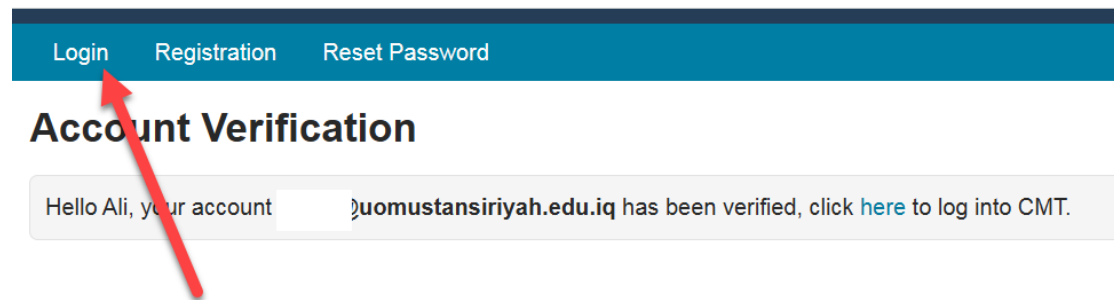 Login Registration Reset Password
Account Verification
Hello Ali, your account @uomustansiriyah.edu.iq has been verified, click here to log into CMT.